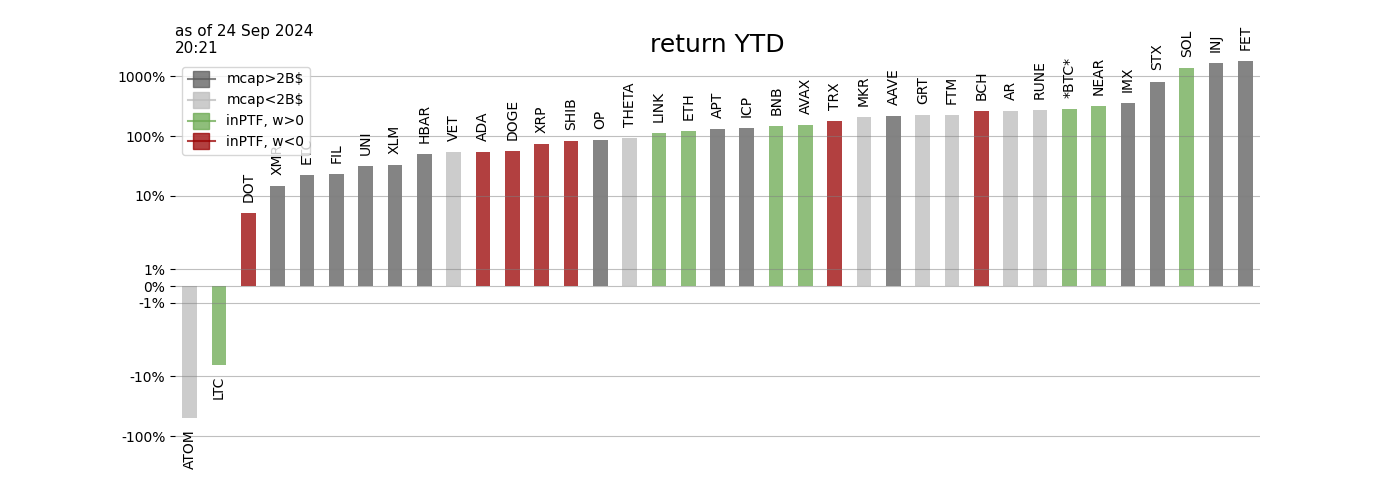 as of 24 Sep 2024
20:21
return YTD
1000%
100%
10%
1%
0%
-1%
-10%
-100%
mcap>2B$
mcap<2B$
inPTF, w>0
inPTF, w<0
ATOM
LTC
DOT
XMR
ETC
FIL
UNI
XLM
HBAR
VET
ADA
DOGE
XRP
SHIB
OP
THETA
LINK
ETH
APT
ICP
BNB
AVAX
TRX
MKR
AAVE
GRT
FTM
BCH
AR
RUNE
*BTC*
NEAR
IMX
STX
SOL
INJ
FET